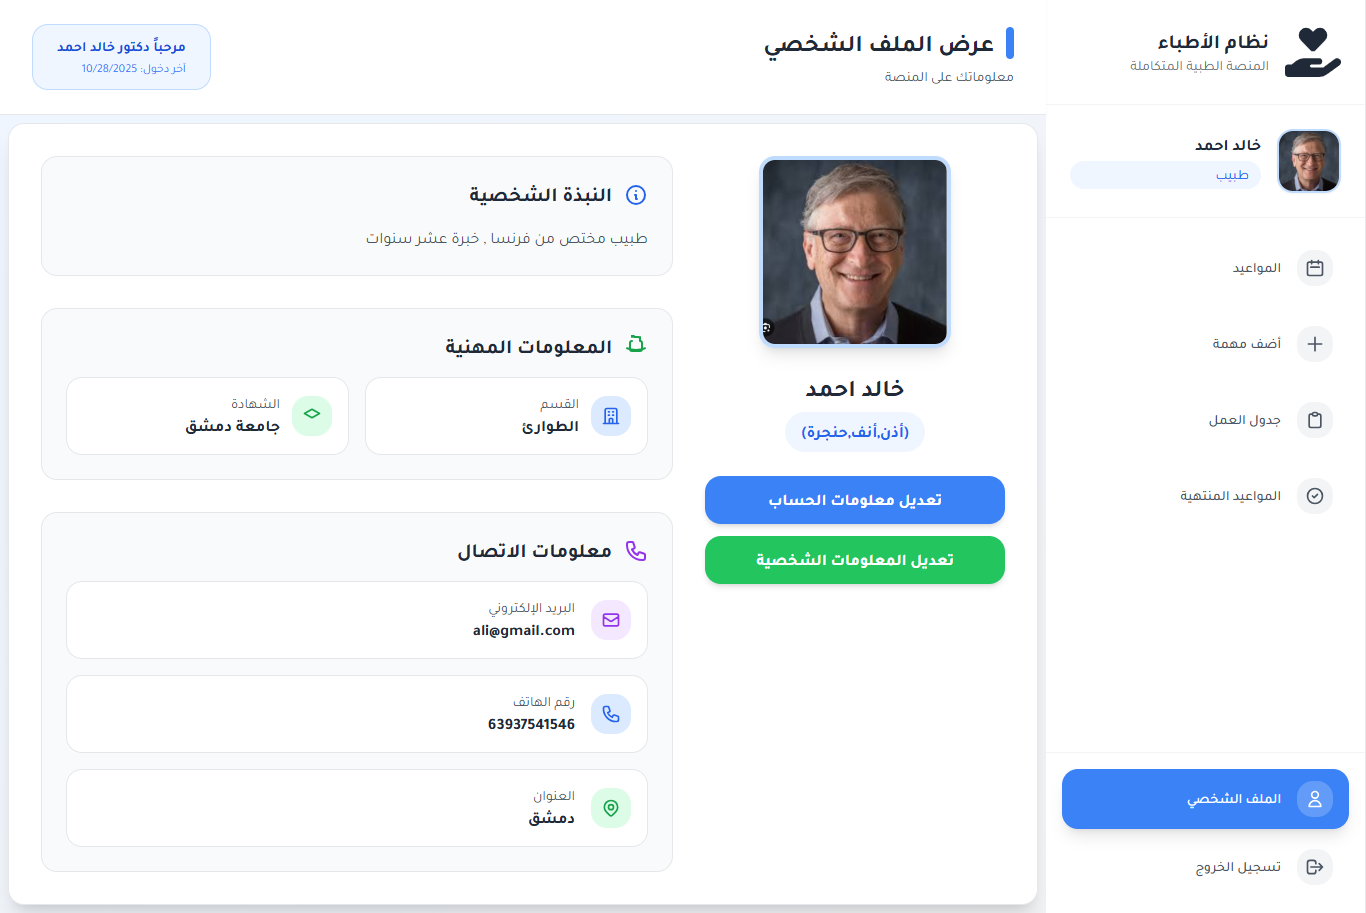 نظام الأطباء
المنصة الطبية المتكاملة
خالد احمد
طبيب
المواعيد
أضف مهمة
جدول العمل
المواعيد المنتهية
الملف الشخصي
تسجيل الخروج
عرض الملف الشخصي
معلوماتك على المنصة
مرحباً دكتور خالد احمد
آخر دخول: 10/28/2025
خالد احمد
(أذن,أنف,حنجرة)
تعديل معلومات الحساب
تعديل المعلومات الشخصية
النبذة الشخصية
طبيب مختص من فرنسا , خبرة عشر سنوات
المعلومات المهنية
القسم
الطوارئ
الشهادة
جامعة دمشق
معلومات الاتصال
البريد الإلكتروني
ali@gmail.com
رقم الهاتف
63937541546
العنوان
دمشق